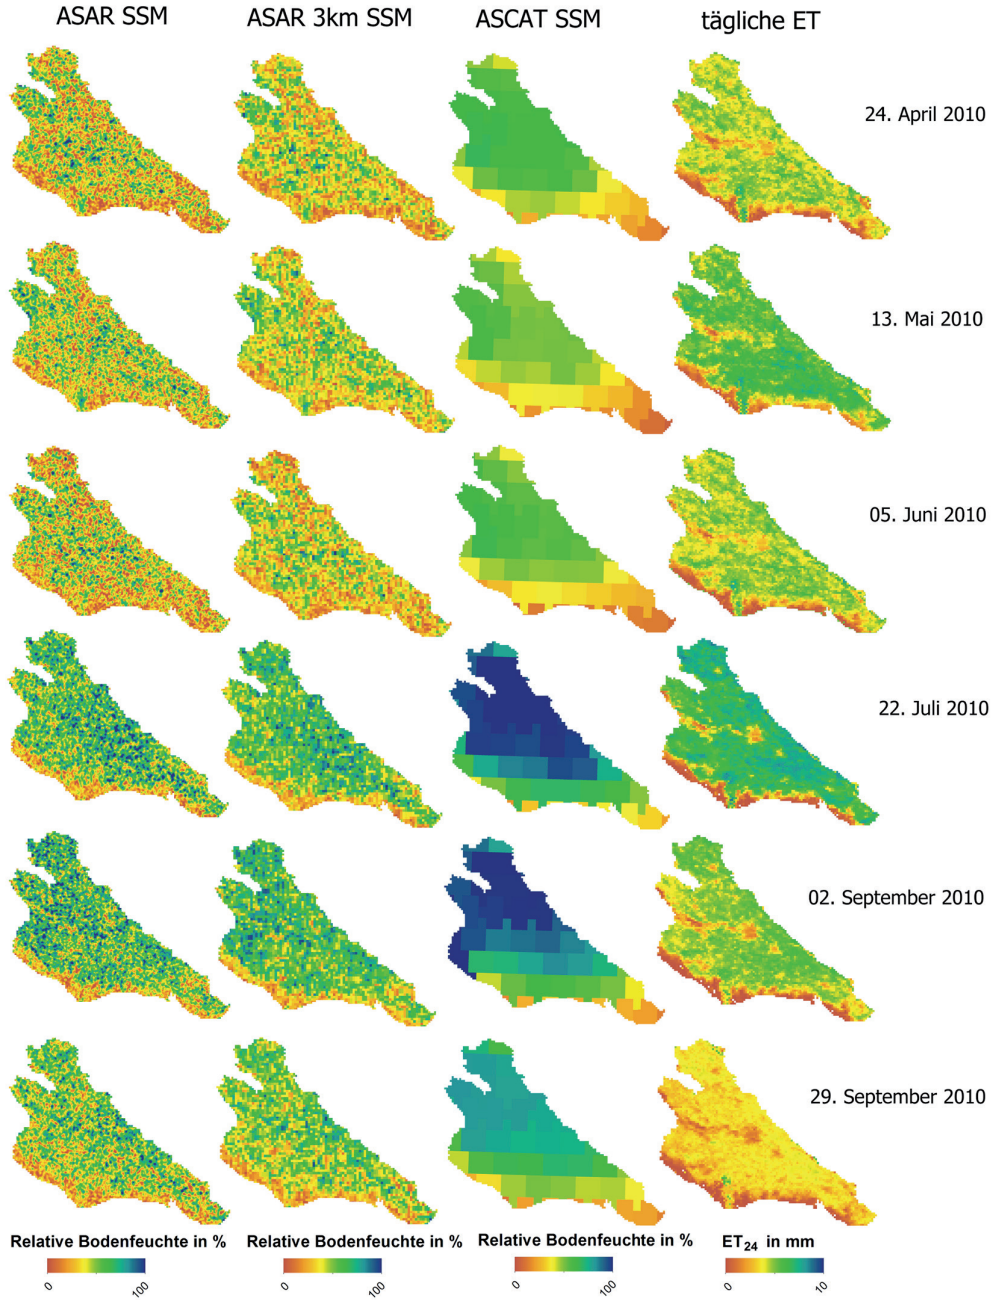 ASAR SSM
ASAR 3km SSM
ASCAT SSM
tägliche ET
24. April 2010
13. Mai 2010
05. Juni 2010
22. Juli 2010
02. September 2010
29. September 2010
Relative Bodenfeuchte in %
0 100
Relative Bodenfeuchte in %
0 100
Relative Bodenfeuchte in %
0 100
ET24 in mm
0 10